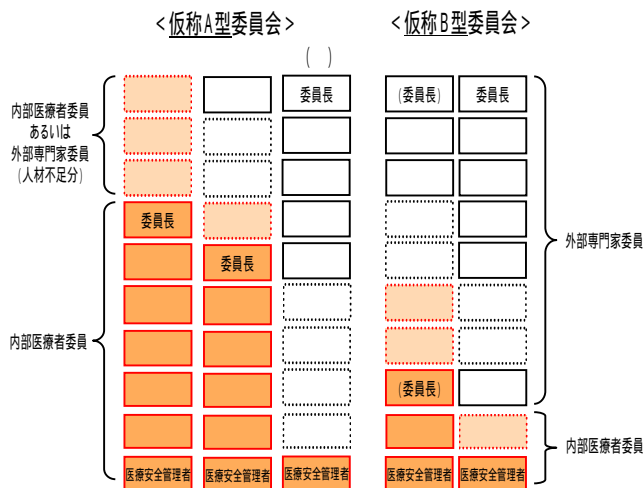 <仮称A型委員会>
<仮称B型委員会>
( )
委員長
(委員長)
委員長
内部医療者委員
あるいは
外部専門家委員
(人材不足分)
委員長
委員長
外部専門家委員
内部医療者委員
(委員長)
内部医療者委員
医療安全管理者
医療安全管理者
医療安全管理者
医療安全管理者
医療安全管理者